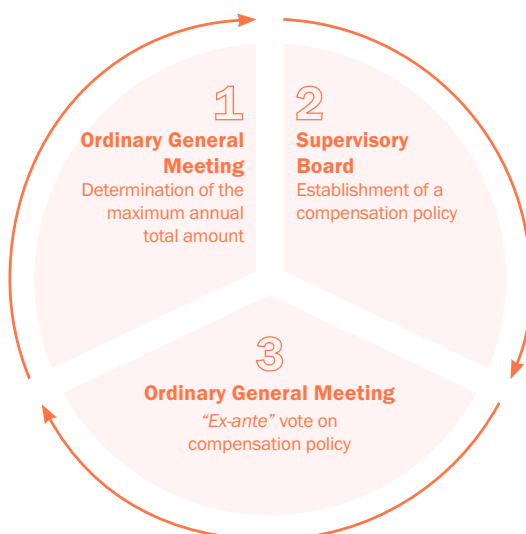 1
Ordinary General
Meeting
Determination of the
maximum annual
total amount
2
Supervisory
Board
Establishment of a
compensation policy
3
Ordinary General Meeting
“Ex-ante” vote on
compensation policy